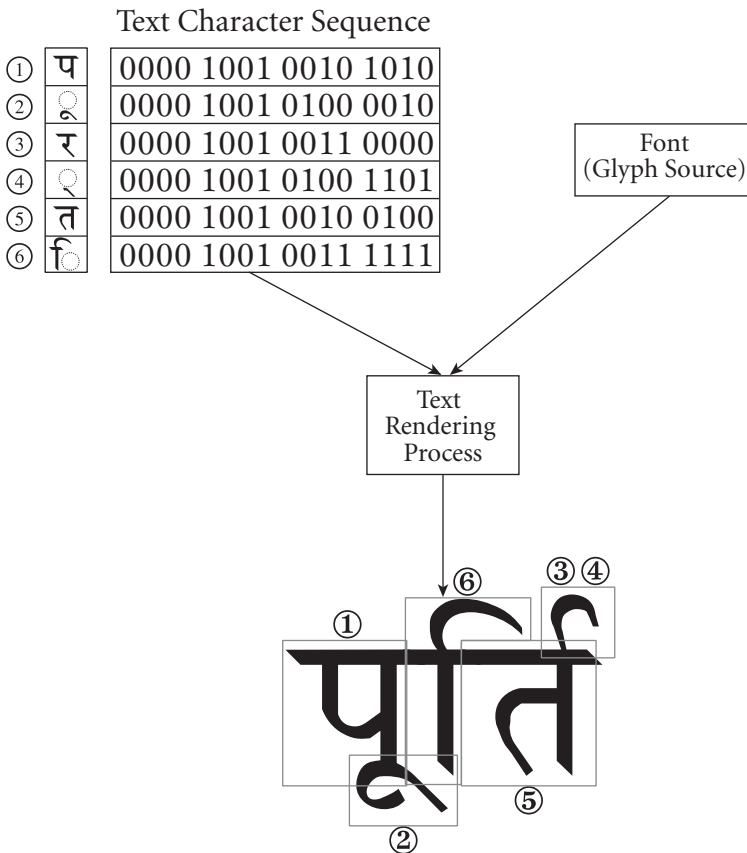 Text Character Sequence
① प 0000 1001 0010 1010
② ू 0000 1001 0100 0010
③ र 0000 1001 0011 0000
④ ् 0000 1001 0100 1101
⑤ त 0000 1001 0010 0100
⑥ ि 0000 1001 0011 1111
Font
(Glyph Source)
Text
Rendering
Process
③ ④
⑥
①
पूर्ति
⑤
②